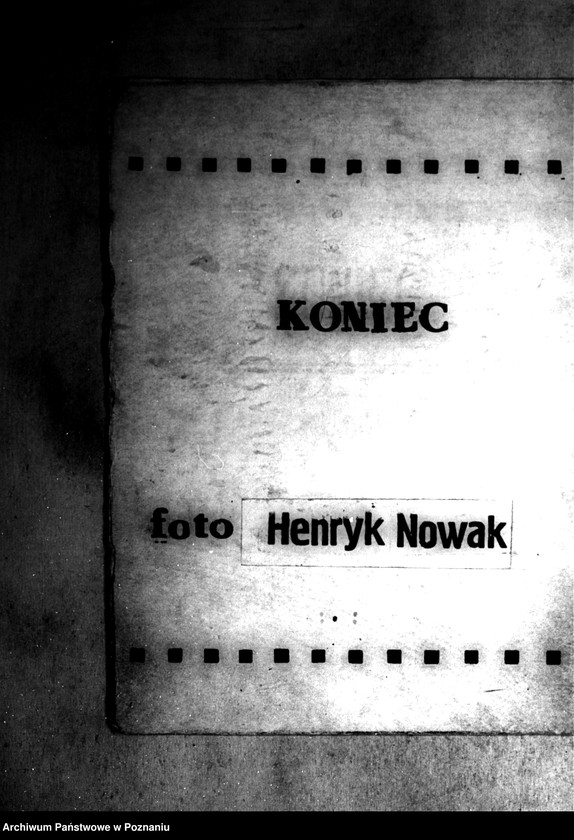 KONIEC
foto Henryk Nowak
Archiwum Państwowe w Poznaniu